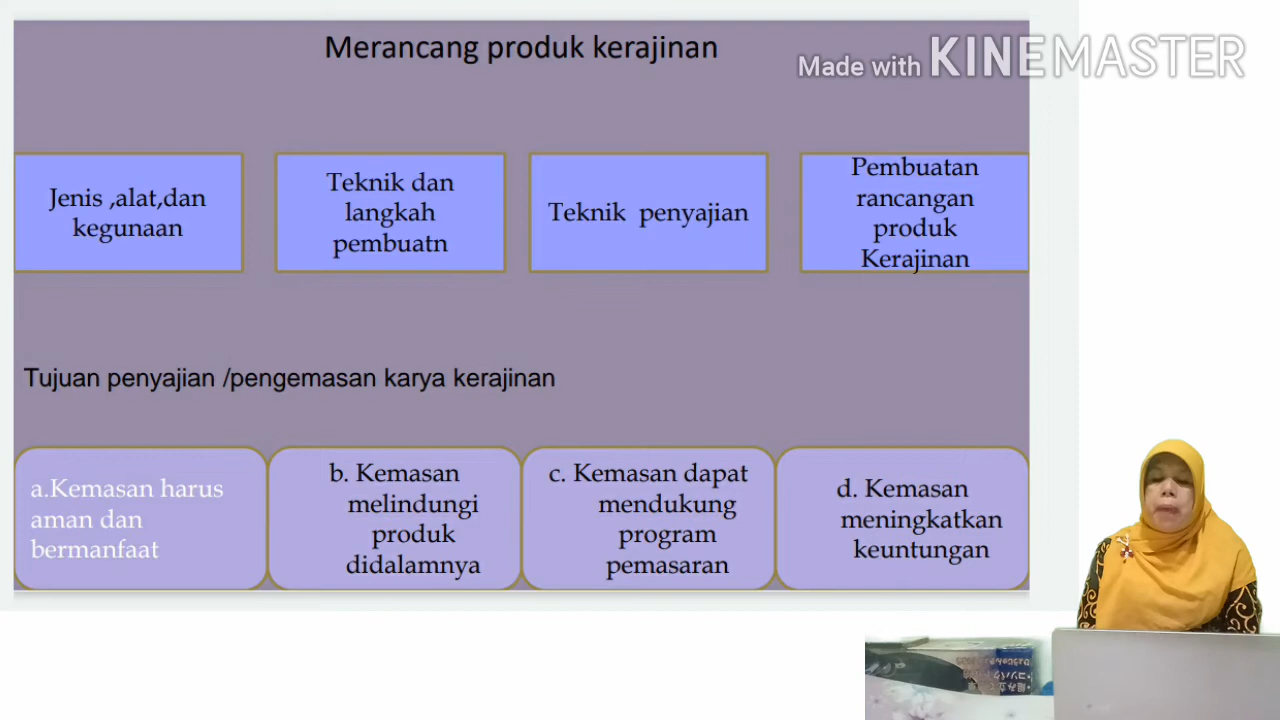 Merancang produk kerajinan
Made with KINEMASTER
Jenis ,alat,dan
kegunaan
Teknik dan
langkah
pembuatn
Teknik penyajian
Pembuatan
rancangan
produk
Kerajinan
Tujuan penyajian /pengemasan karya kerajinan
a.Kemasan harus
aman dan
bermanfaat
b. Kemasan
melindungi
produk
didalamnya
c. Kemasan dapat
mendukung
program
pemasaran
d. Kemasan
meningkatkan
keuntungan